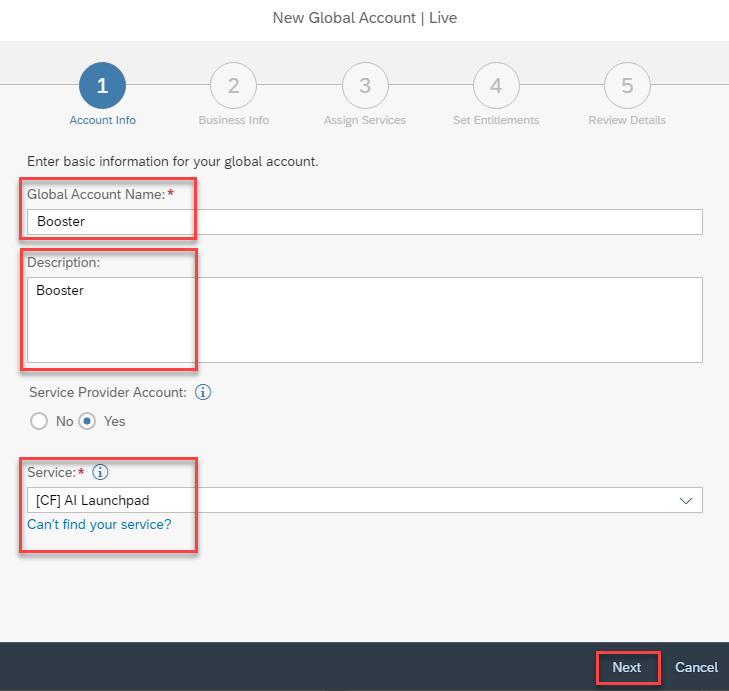 New Global Account | Live
1 2 3 4 5
Account Info Business Info Assign Services Set Entitlements Review Details
Enter basic information for your global account.
Global Account Name:*
Booster
Description:
Booster
Service Provider Account: i
No Yes
Service:* i
[CF] AI Launchpad
Can't find your service?
Next Cancel